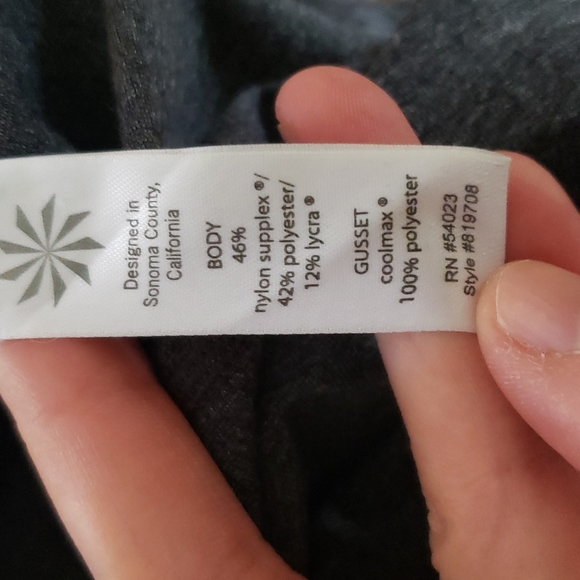 Designed in
Sonoma County,
California
BODY
46%
nylon supplex ®/
42% polyester/
12% lycra ®
GUSSET
coolmax ®
100% polyester
RN #54023
Style #819708